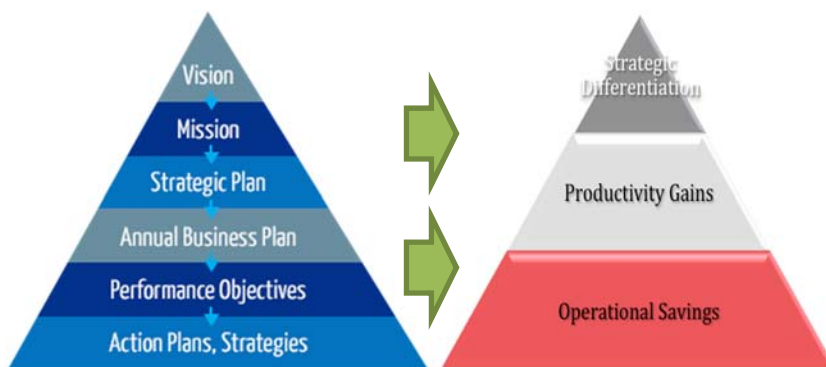 Vision
Mission
Strategic Plan
Annual Business Plan
Performance Objectives
Action Plans, Strategies
Strategic
Differentiation
Productivity Gains
Operational Savings